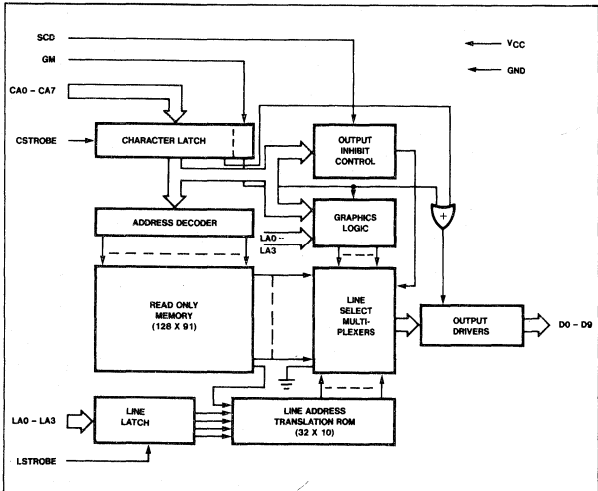 SCD
GM
CA0 – CA7
CSTROBE
VCC
GND
CHARACTER LATCH
OUTPUT
INHIBIT
CONTROL
ADDRESS DECODER
LA0 –
LA3
GRAPHICS
LOGIC
+
READ ONLY
MEMORY
(128 X 91)
LINE
SELECT
MULTI-
PLEXERS
OUTPUT
DRIVERS
D0 – D9
LA0 – LA3
LINE
LATCH
LINE ADDRESS
TRANSLATION ROM
(32 X 10)
LSTROBE